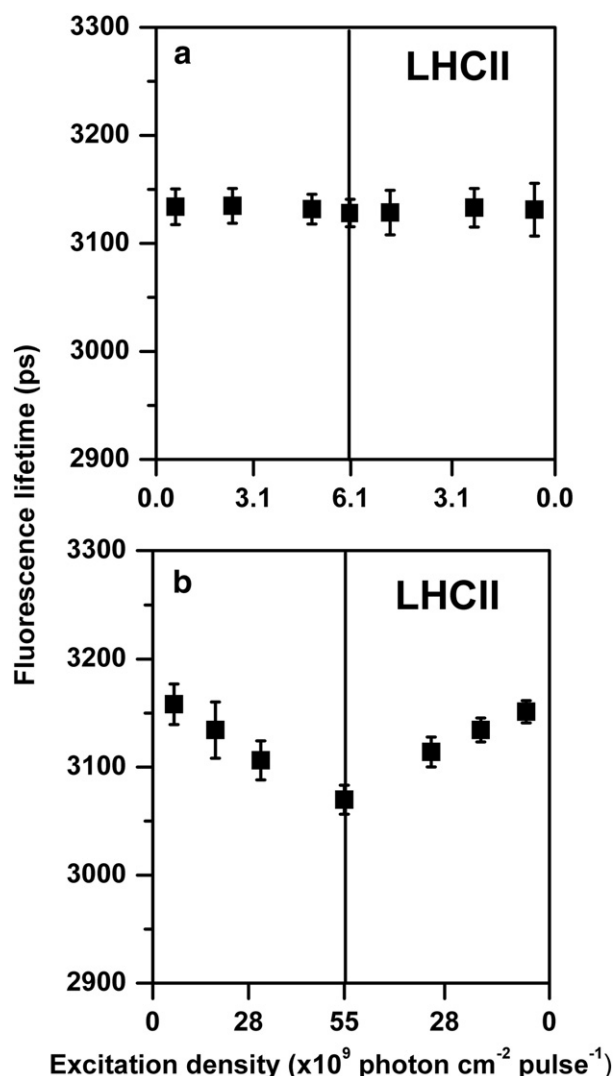 3300
a
LHCII
3200
3100
3000
2900
0.0 3.1 6.1 3.1 0.0
Fluorescence lifetime (ps)
3300
b
LHCII
3200
3100
3000
2900
0 28 55 28 0
Excitation density (x10⁹ photon cm⁻² pulse⁻¹)